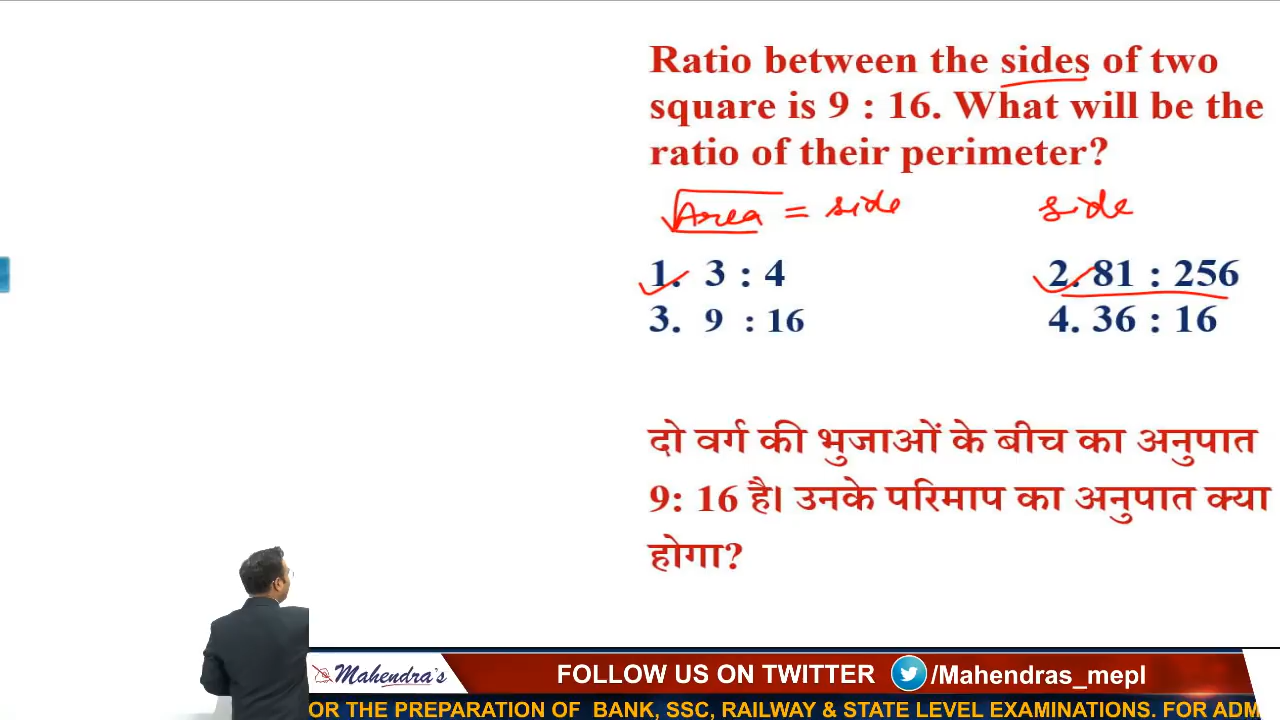 Ratio between the sides of two
square is 9 : 16. What will be the
ratio of their perimeter?
√Area = side side
1. 3 : 4 2. 81 : 256
3. 9 : 16 4. 36 : 16
दो वर्ग की भुजाओं के बीच का अनुपात
9: 16 है। उनके परिमाप का अनुपात क्या
होगा?
Mahendra's FOLLOW US ON TWITTER /Mahendras_mepl
OR THE PREPARATION OF BANK, SSC, RAILWAY & STATE LEVEL EXAMINATIONS. FOR ADM